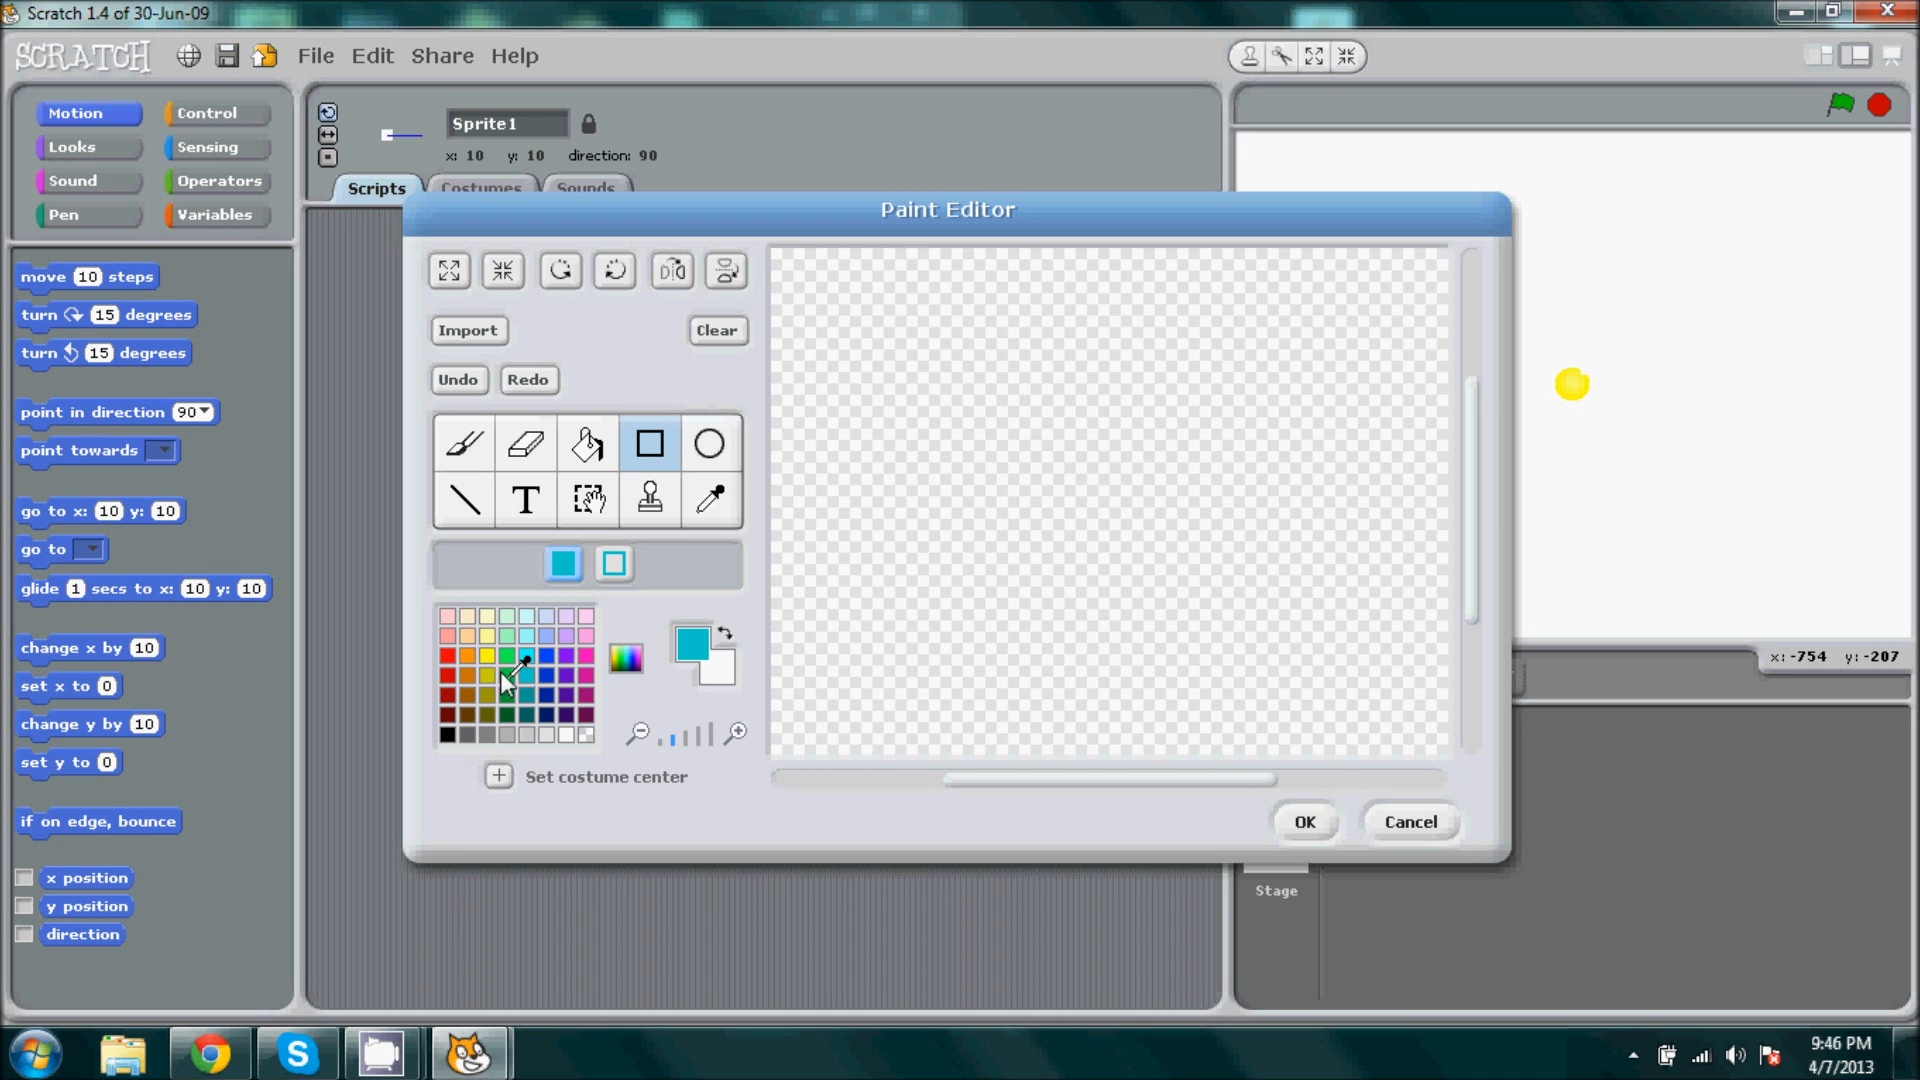 Scratch 1.4 of 30-Jun-09
SCRATCH
File Edit Share Help
Motion Control
Looks Sensing
Sound Operators
Pen Variables
Sprite1
x: 10 y: 10 direction: 90
Scripts Costumes Sounds
Paint Editor
Import Clear
Undo Redo
T
Set costume center
OK Cancel
move 10 steps
turn 15 degrees
turn 15 degrees
point in direction 90
point towards
go to x: 10 y: 10
go to
glide 1 secs to x: 10 y: 10
change x by 10
set x to 0
change y by 10
set y to 0
if on edge, bounce
x position
y position
direction
x: -754 y: -207
Stage
9:46 PM
4/7/2013